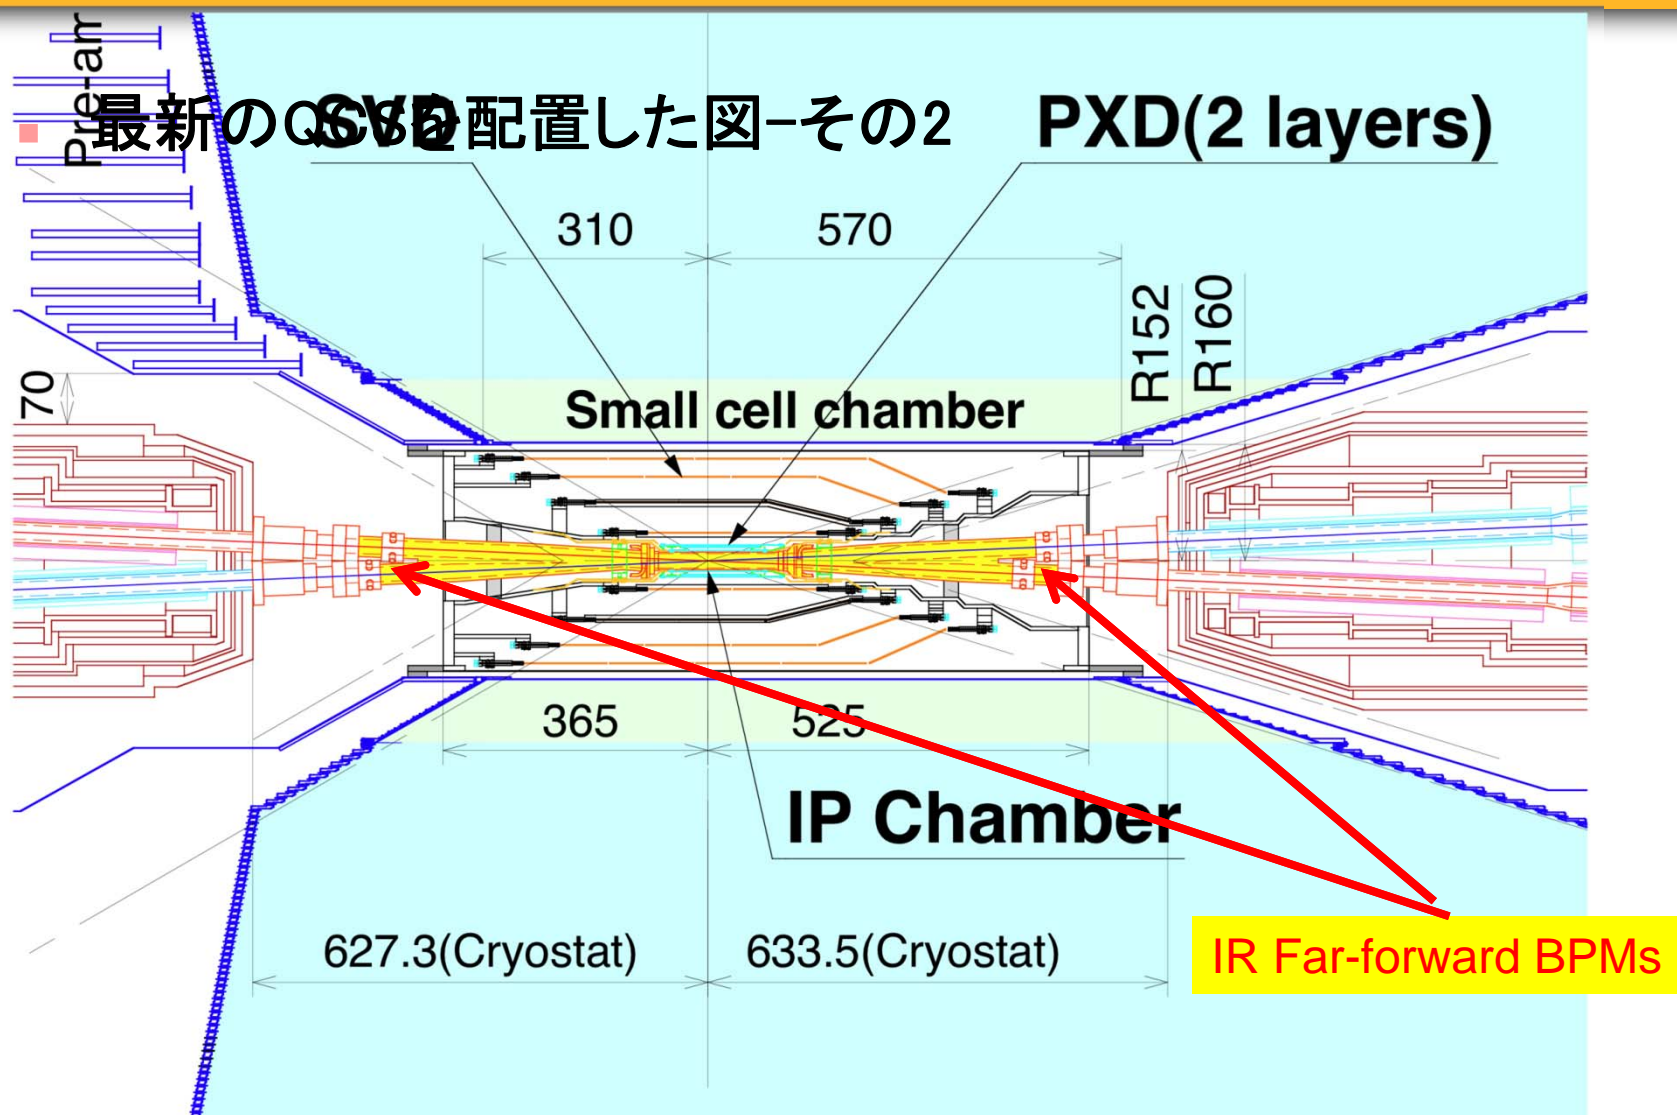 Pre-am
最新のQCSを配置した図-その2
SVD
PXD(2 layers)
310
570
R152
R160
70
Small cell chamber
365
525
IP Chamber
627.3(Cryostat)
633.5(Cryostat)
IR Far-forward BPMs